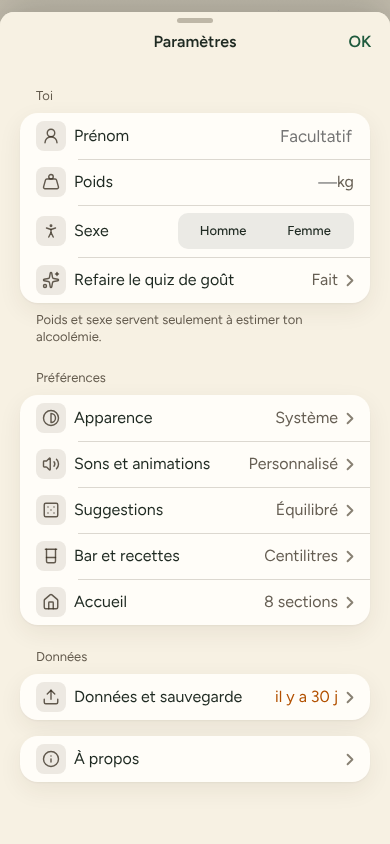 Paramètres
OK
Toi
Prénom
Facultatif
Poids
—kg
Sexe
Homme
Femme
Refaire le quiz de goût
Fait
Poids et sexe servent seulement à estimer ton
alcoolémie.
Préférences
Apparence
Système
Sons et animations
Personnalisé
Suggestions
Équilibré
Bar et recettes
Centilitres
Accueil
8 sections
Données
Données et sauvegarde
il y a 30 j
À propos